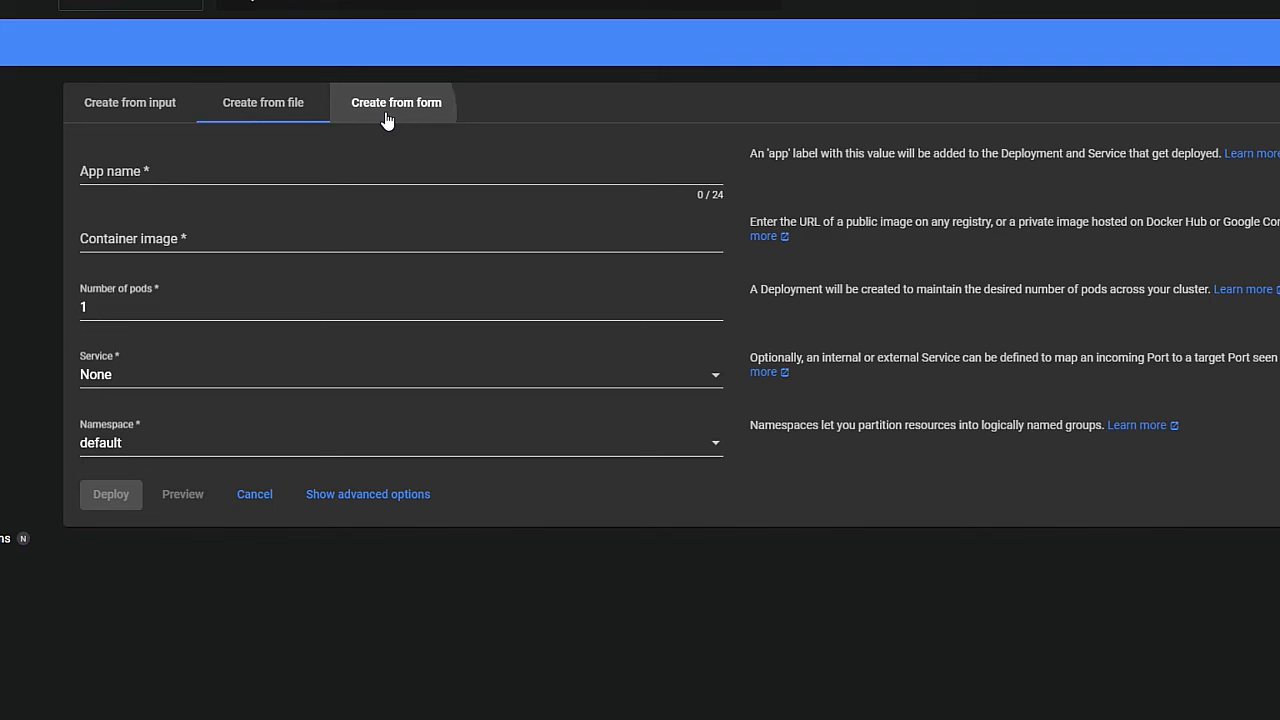 Create from input
Create from file
Create from form
App name *
0 / 24
An 'app' label with this value will be added to the Deployment and Service that get deployed. Learn more
Container image *
Enter the URL of a public image on any registry, or a private image hosted on Docker Hub or Google
more
Number of pods *
1
A Deployment will be created to maintain the desired number of pods across your cluster. Learn more
Service *
None
Optionally, an internal or external Service can be defined to map an incoming Port to a target Port seen
more
Namespace *
default
Namespaces let you partition resources into logically named groups. Learn more
Deploy
Preview
Cancel
Show advanced options
N